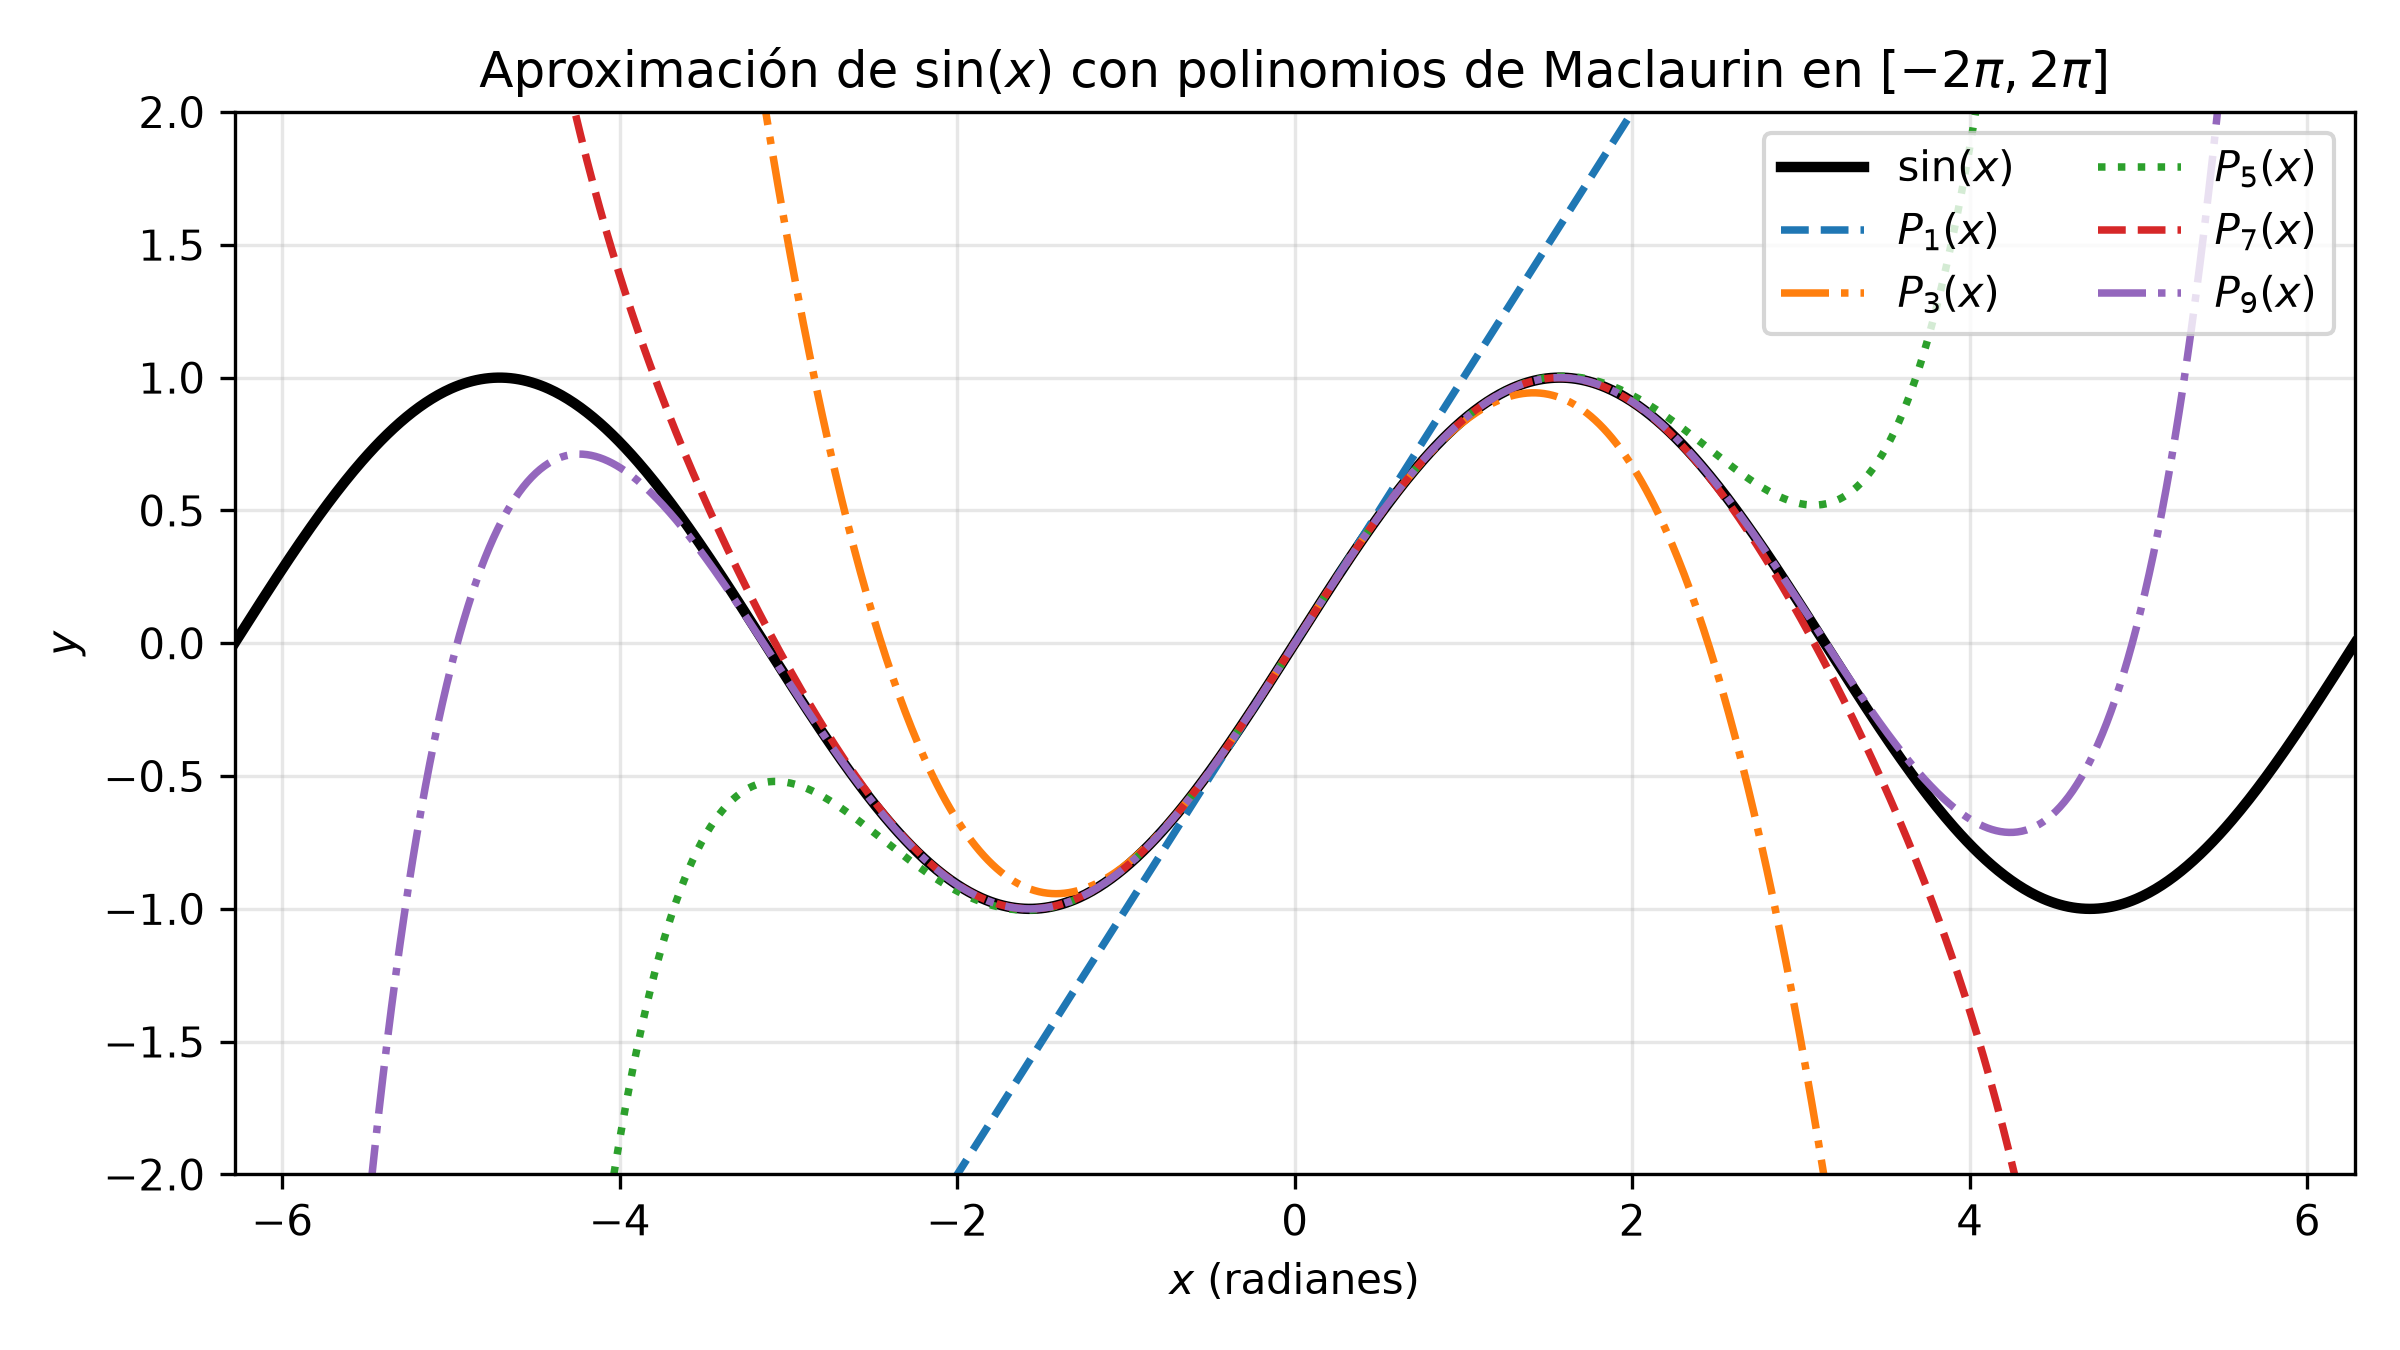 Aproximación de sin(x) con polinomios de Maclaurin en [−2π, 2π]
2.0
1.5
1.0
0.5
0.0
−0.5
−1.0
−1.5
−2.0
y
sin(x)
P₁(x)
P₃(x)
P₅(x)
P₇(x)
P₉(x)
−6 −4 −2 0 2 4 6
x (radianes)